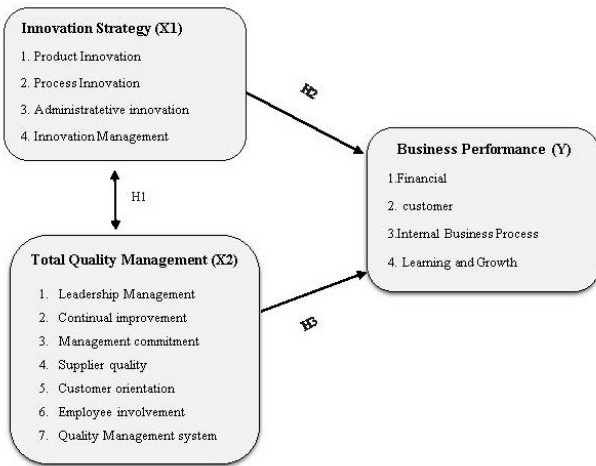 Innovation Strategy (X1)
1. Product Innovation
2. Process Innovation
3. Administratetive innovation
4. Innovation Management
H2
Business Performance (Y)
1.Financial
2. customer
3.Internal Business Process
4. Learning and Growth
H1
Total Quality Management (X2)
1. Leadership Management
2. Continual improvement
3. Management commitment
4. Supplier quality
5. Customer orientation
6. Employee involvement
7. Quality Management system
H3